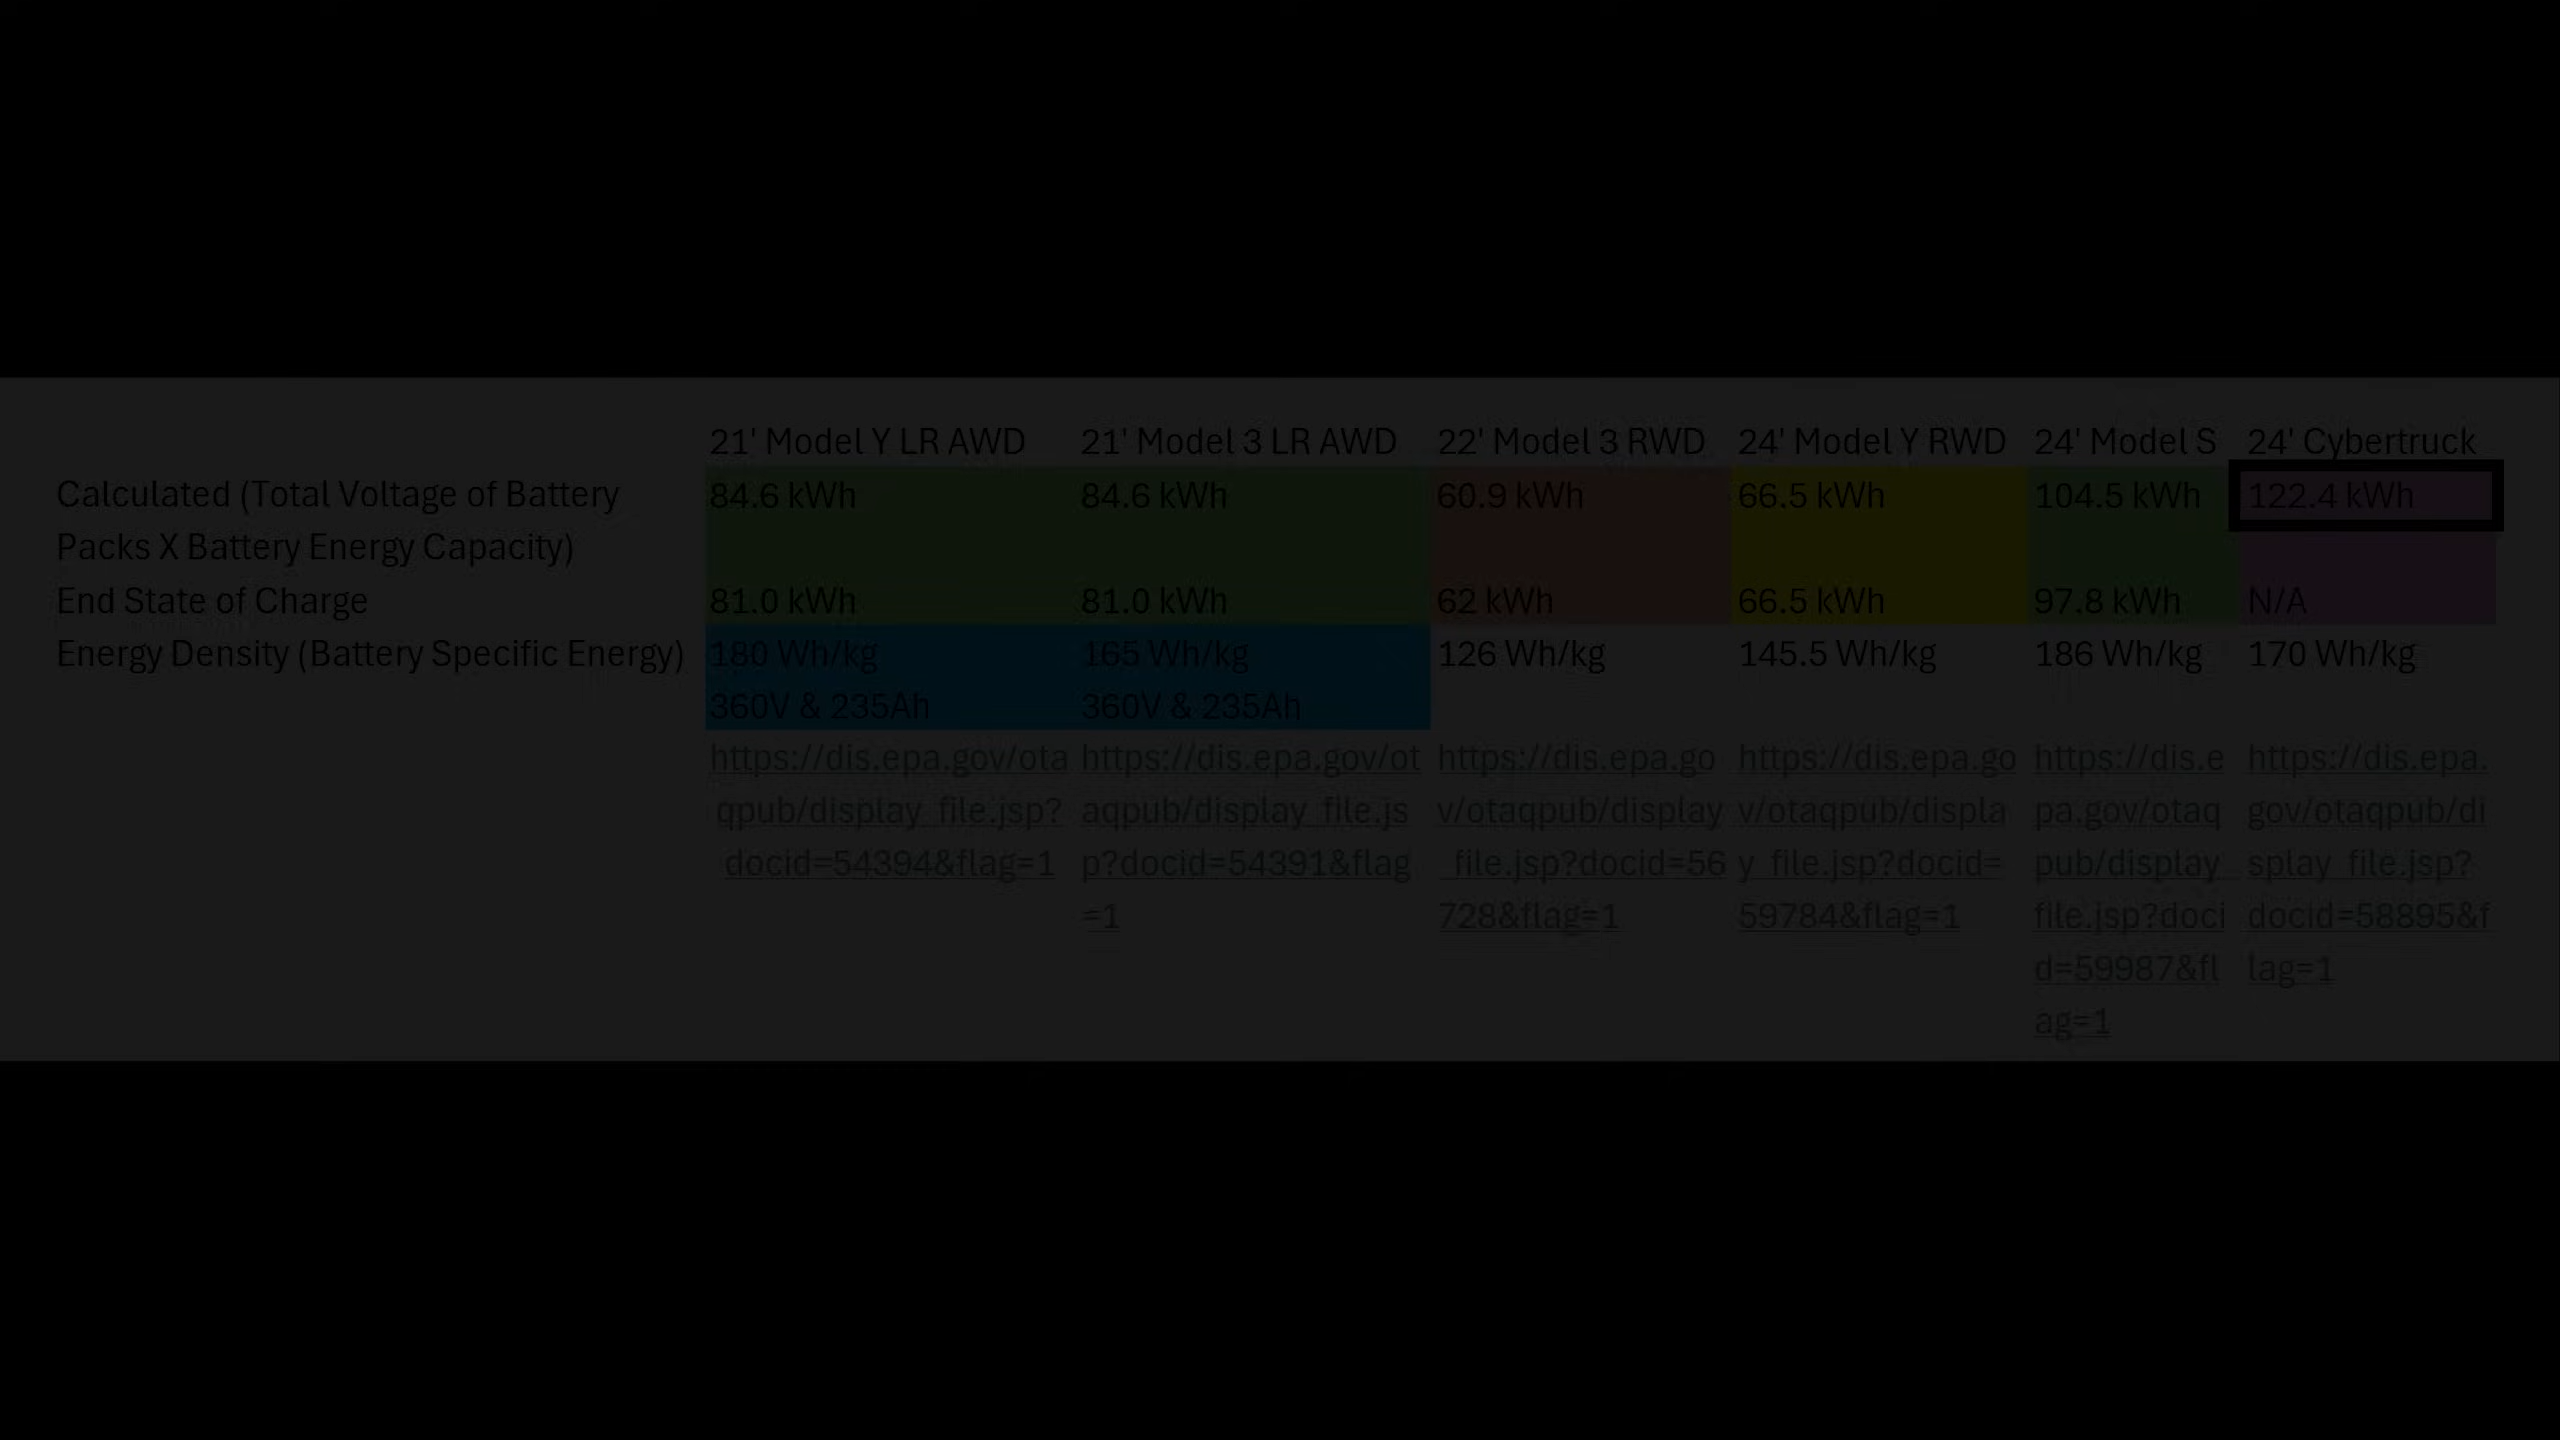 21' Model Y LR AWD 21' Model 3 LR AWD 22' Model 3 RWD 24' Model Y RWD 24' Model S 24' Cybertruck
Calculated (Total Voltage of Battery 84.6 kWh 84.6 kWh 60.9 kWh 66.5 kWh 104.5 kWh 122.4 kWh
Packs X Battery Energy Capacity)
End State of Charge 81.0 kWh 81.0 kWh 62 kWh 66.5 kWh 97.8 kWh N/A
Energy Density (Battery Specific Energy) 180 Wh/kg 165 Wh/kg 126 Wh/kg 145.5 Wh/kg 186 Wh/kg 170 Wh/kg
360V & 235Ah 360V & 235Ah
https://dis.epa.gov/ota https://dis.epa.gov/ot https://dis.epa.go https://dis.epa.go https://dis.e https://dis.epa.
qpub/display_file.jsp? aqpub/display_file.js v/otaqpub/display v/otaqpub/displa pa.gov/otaq gov/otaqpub/di
docid=54394&flag=1 p?docid=54391&flag _file.jsp?docid=56 y_file.jsp?docid= pub/display_ splay_file.jsp?
=1 728&flag=1 59784&flag=1 file.jsp?doci docid=58895&f
d=59987&fl lag=1
ag=1